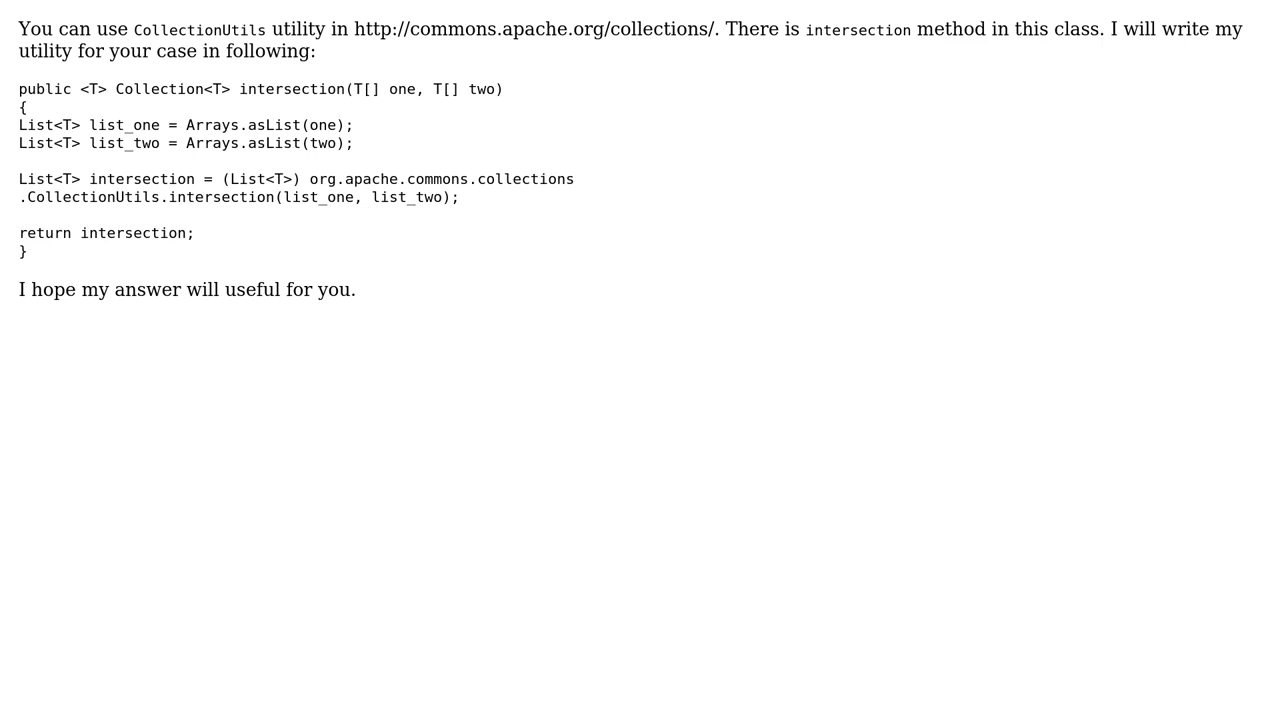 You can use CollectionUtils utility in http://commons.apache.org/collections/. There is intersection method in this class. I will write my
utility for your case in following:
public <T> Collection<T> intersection(T[] one, T[] two)
{
List<T> list_one = Arrays.asList(one);
List<T> list_two = Arrays.asList(two);
List<T> intersection = (List<T>) org.apache.commons.collections
.CollectionUtils.intersection(list_one, list_two);
return intersection;
}
I hope my answer will useful for you.